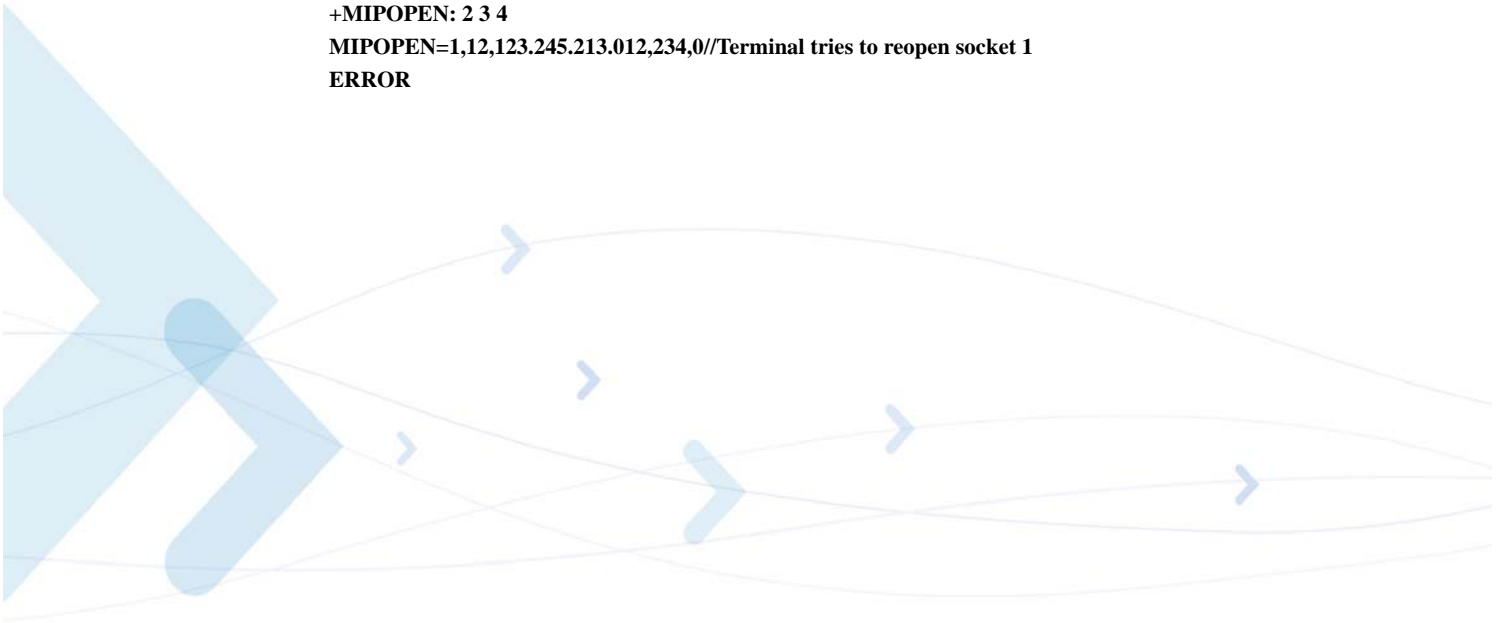 +MIPOPEN: 2 3 4
MIPOPEN=1,12,123.245.213.012,234,0//Terminal tries to reopen socket 1
ERROR